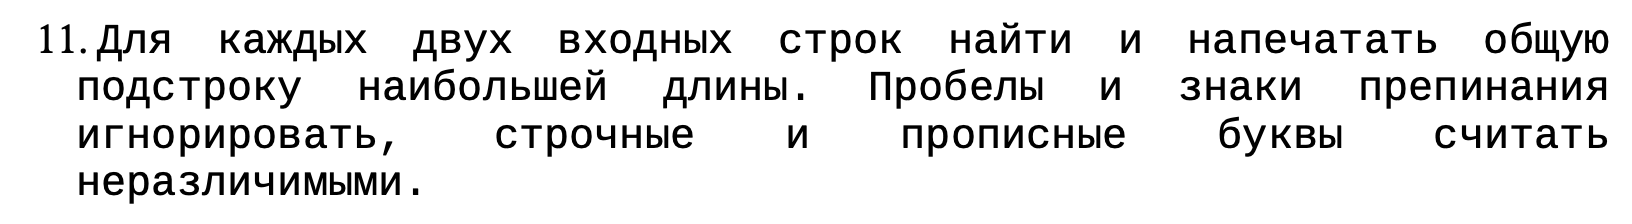 11. Для каждых двух входных строк найти и напечатать общую
подстроку наибольшей длины. Пробелы и знаки препинания
игнорировать, строчные и прописные буквы считать
неразличимыми.